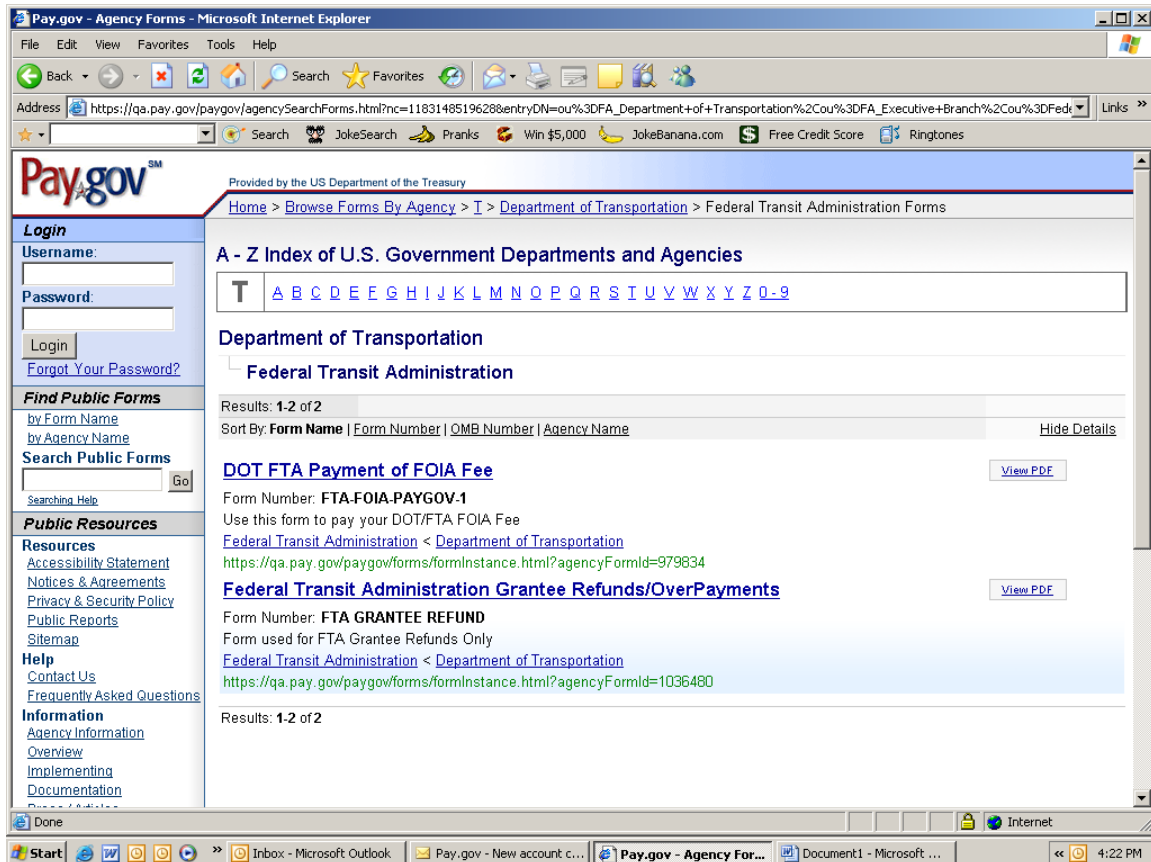 Pay.gov - Agency Forms - Microsoft Internet Explorer
File Edit View Favorites Tools Help
Back Search Favorites
Address https://qa.pay.gov/paygov/agencySearchForms.html?nc=1183148519628&entryDN=ou%3DFA_Department+of+Transportation%2Cou%3DFA_Executive+Branch%2Cou%3DFede Links »
Search JokeSearch Pranks Win $5,000 JokeBanana.com Free Credit Score Ringtones
Pay.gov SM
Provided by the US Department of the Treasury
Home > Browse Forms By Agency > T > Department of Transportation > Federal Transit Administration Forms
Login
Username:
Password:
Login
Forgot Your Password?
Find Public Forms
by Form Name
by Agency Name
Search Public Forms
Go
Searching Help
Public Resources
Resources
Accessibility Statement
Notices & Agreements
Privacy & Security Policy
Public Reports
Sitemap
Help
Contact Us
Frequently Asked Questions
Information
Agency Information
Overview
Implementing
Documentation
A - Z Index of U.S. Government Departments and Agencies
T A B C D E F G H I J K L M N O P Q R S T U V W X Y Z 0 - 9
Department of Transportation
Federal Transit Administration
Results: 1-2 of 2
Sort By: Form Name | Form Number | OMB Number | Agency Name Hide Details
DOT FTA Payment of FOIA Fee View PDF
Form Number: FTA-FOIA-PAYGOV-1
Use this form to pay your DOT/FTA FOIA Fee
Federal Transit Administration < Department of Transportation
https://qa.pay.gov/paygov/forms/formInstance.html?agencyFormId=979834
Federal Transit Administration Grantee Refunds/OverPayments View PDF
Form Number: FTA GRANTEE REFUND
Form used for FTA Grantee Refunds Only
Federal Transit Administration < Department of Transportation
https://qa.pay.gov/paygov/forms/formInstance.html?agencyFormId=1036480
Results: 1-2 of 2
Done Internet
Start » Inbox - Microsoft Outlook Pay.gov - New account c... Pay.gov - Agency For... Document1 - Microsoft ... « 4:22 PM